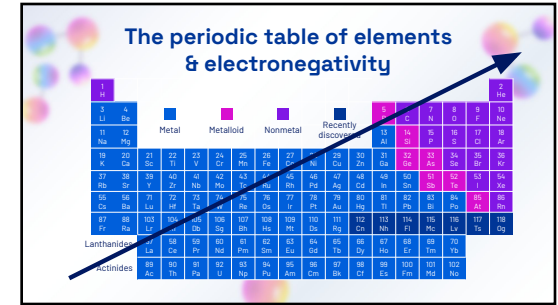 The periodic table of elements
& electronegativity
1 2
H He
3 4 5 7 8 9 10
Li Be C N O F Ne
Metal Metalloid Nonmetal Recently
discovered
11 12 13 14 15 16 17 18
Na Mg Al Si P S Cl Ar
19 20 21 22 23 24 25 26 27 29 30 31 32 33 34 35 36
K Ca Sc Ti V Cr Mn Fe Co Ni Cu Zn Ga Ge As Se Br Kr
37 38 39 40 41 42 43 44 45 46 47 48 49 50 51 52 53 54
Rb Sr Y Zr Nb Mo Tc Rh Pd Ag Cd In Sn Sb Te I Xe
55 56 71 72 73 75 76 77 78 79 80 81 82 83 84 85 86
Cs Ba Lu Hf Ta W Re Os Ir Pt Au Hg Tl Pb Bi Po At Rn
87 88 103 104 105 106 107 108 109 110 111 112 113 114 115 116 117 118
Fr Ra Lr Db Sg Bh Hs Mt Ds Rg Cn Nh Fl Mc Lv Ts Og
Lanthanides 58 59 60 61 62 63 64 65 66 67 68 69 70
La Ce Pr Nd Pm Sm Eu Gd Tb Dy Ho Er Tm Yb
Actinides 89 90 91 92 93 94 95 96 97 98 99 100 101 102
Ac Th Pa U Np Pu Am Cm Bk Cf Es Fm Md No